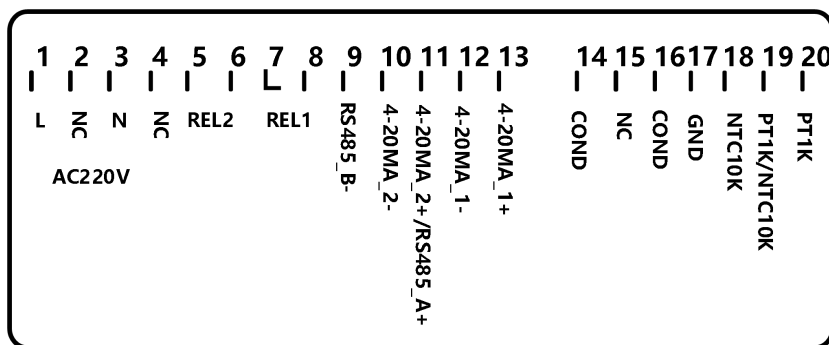 1 2 3 4 5 6 7 8 9 10 11 12 13 14 15 16 17 18 19 20
L NC N NC REL2 REL1 RS485_B- 4-20MA_2- 4-20MA_2+/RS485_A+ 4-20MA_1- 4-20MA_1+ COND NC COND GND NTC10K PT1K/NTC10K PT1K
AC220V